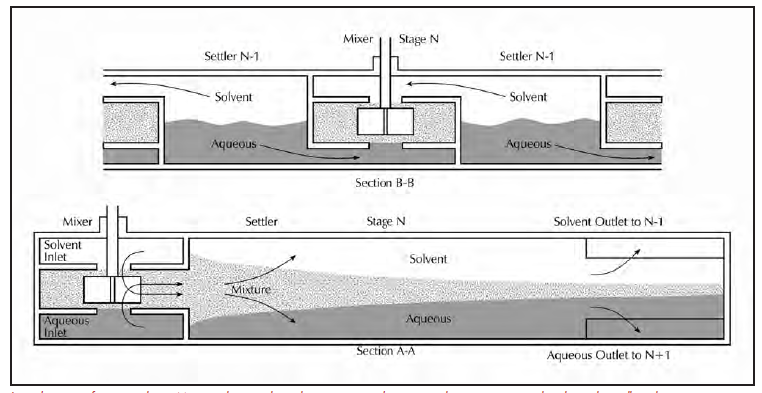 Mixer Stage N
Settler N-1 Settler N-1
Solvent Solvent
Aqueous Aqueous
Section B-B
Mixer Settler Stage N Solvent Outlet to N-1
Solvent
Inlet
Solvent
Mixture
Aqueous
Inlet
Aqueous
Section A-A
Aqueous Outlet to N+1